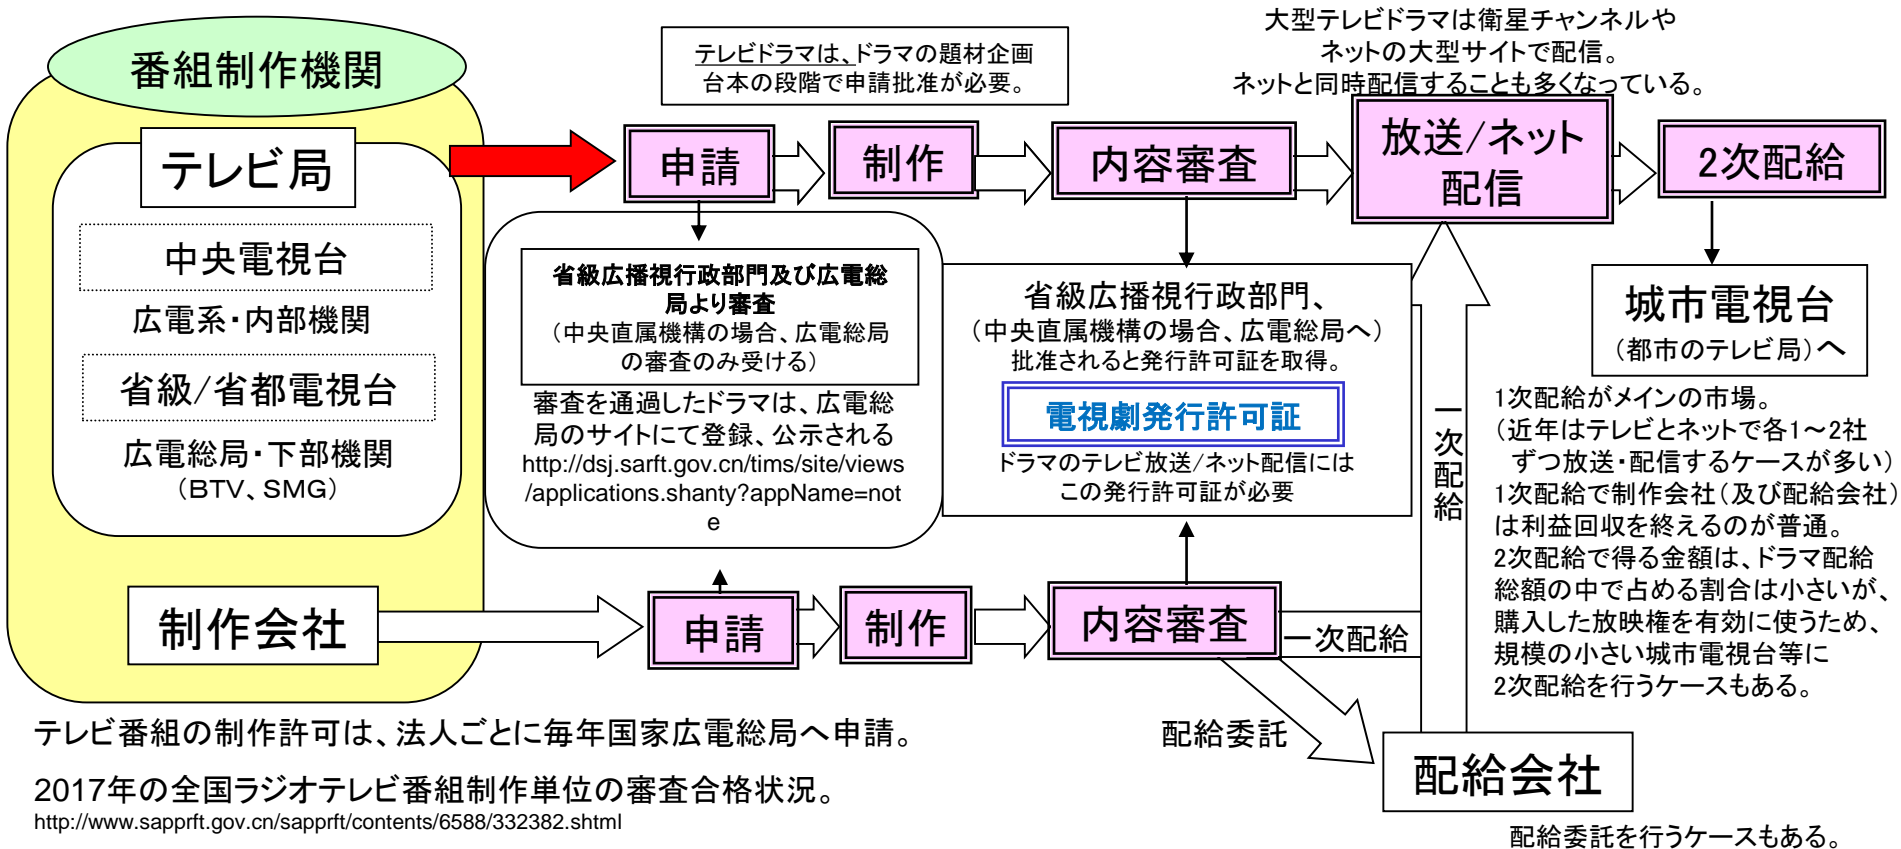 番組制作機関
テレビ局
中央電視台
広電系・内部機関
省級/省都電視台
広電総局・下部機関
（BTV、SMG）
制作会社
テレビドラマは、ドラマの題材企画
台本の段階で申請批准が必要。
大型テレビドラマは衛星チャンネルや
ネットの大型サイトで配信。
ネットと同時配信することも多くなっている。
申請
制作
内容審査
放送/ネット
配信
2次配給
省級広播視行政部門及び広電総
局より審査
（中央直属機構の場合、広電総局
の審査のみ受ける）
審査を通過したドラマは、広電総
局のサイトにて登録、公示される
http://dsj.sarft.gov.cn/tims/site/views
/applications.shanty?appName=not
e
省級広播視行政部門、
（中央直属機構の場合、広電総局へ）
批准されると発行許可証を取得。
電視劇発行許可証
ドラマのテレビ放送/ネット配信には
この発行許可証が必要
城市電視台
（都市のテレビ局）へ
一次配給
1次配給がメインの市場。
（近年はテレビとネットで各1～2社
ずつ放送・配信するケースが多い）
1次配給で制作会社（及び配給会社）
は利益回収を終えるのが普通。
2次配給で得る金額は、ドラマ配給
総額の中で占める割合は小さいが、
購入した放映権を有効に使うため、
規模の小さい城市電視台等に
2次配給を行うケースもある。
申請
制作
内容審査
一次配給
配給委託
配給会社
配給委託を行うケースもある。
テレビ番組の制作許可は、法人ごとに毎年国家広電総局へ申請。
2017年の全国ラジオテレビ番組制作単位の審査合格状況。
http://www.sapprft.gov.cn/sapprft/contents/6588/332382.shtml